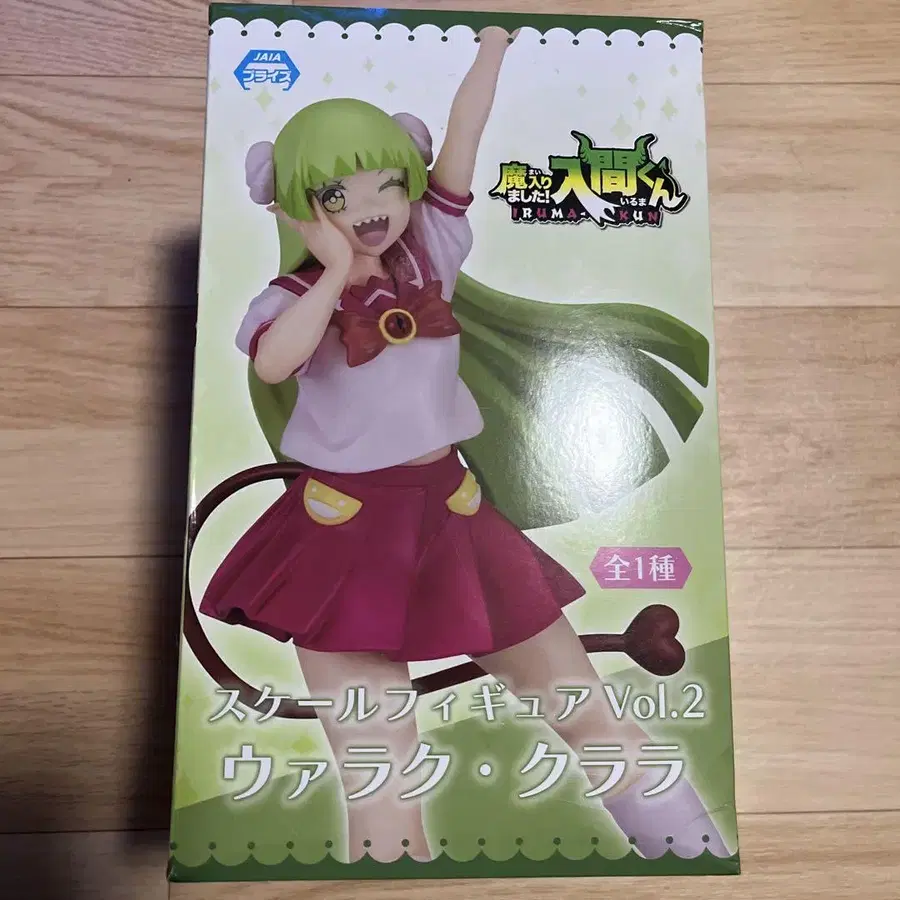 JAIA
プライズ
魔入り
まい
ました!
入間くん
いるま
IRUMA-KUN
全1種
スケールフィギュア Vol.2
ウァラク・クララ